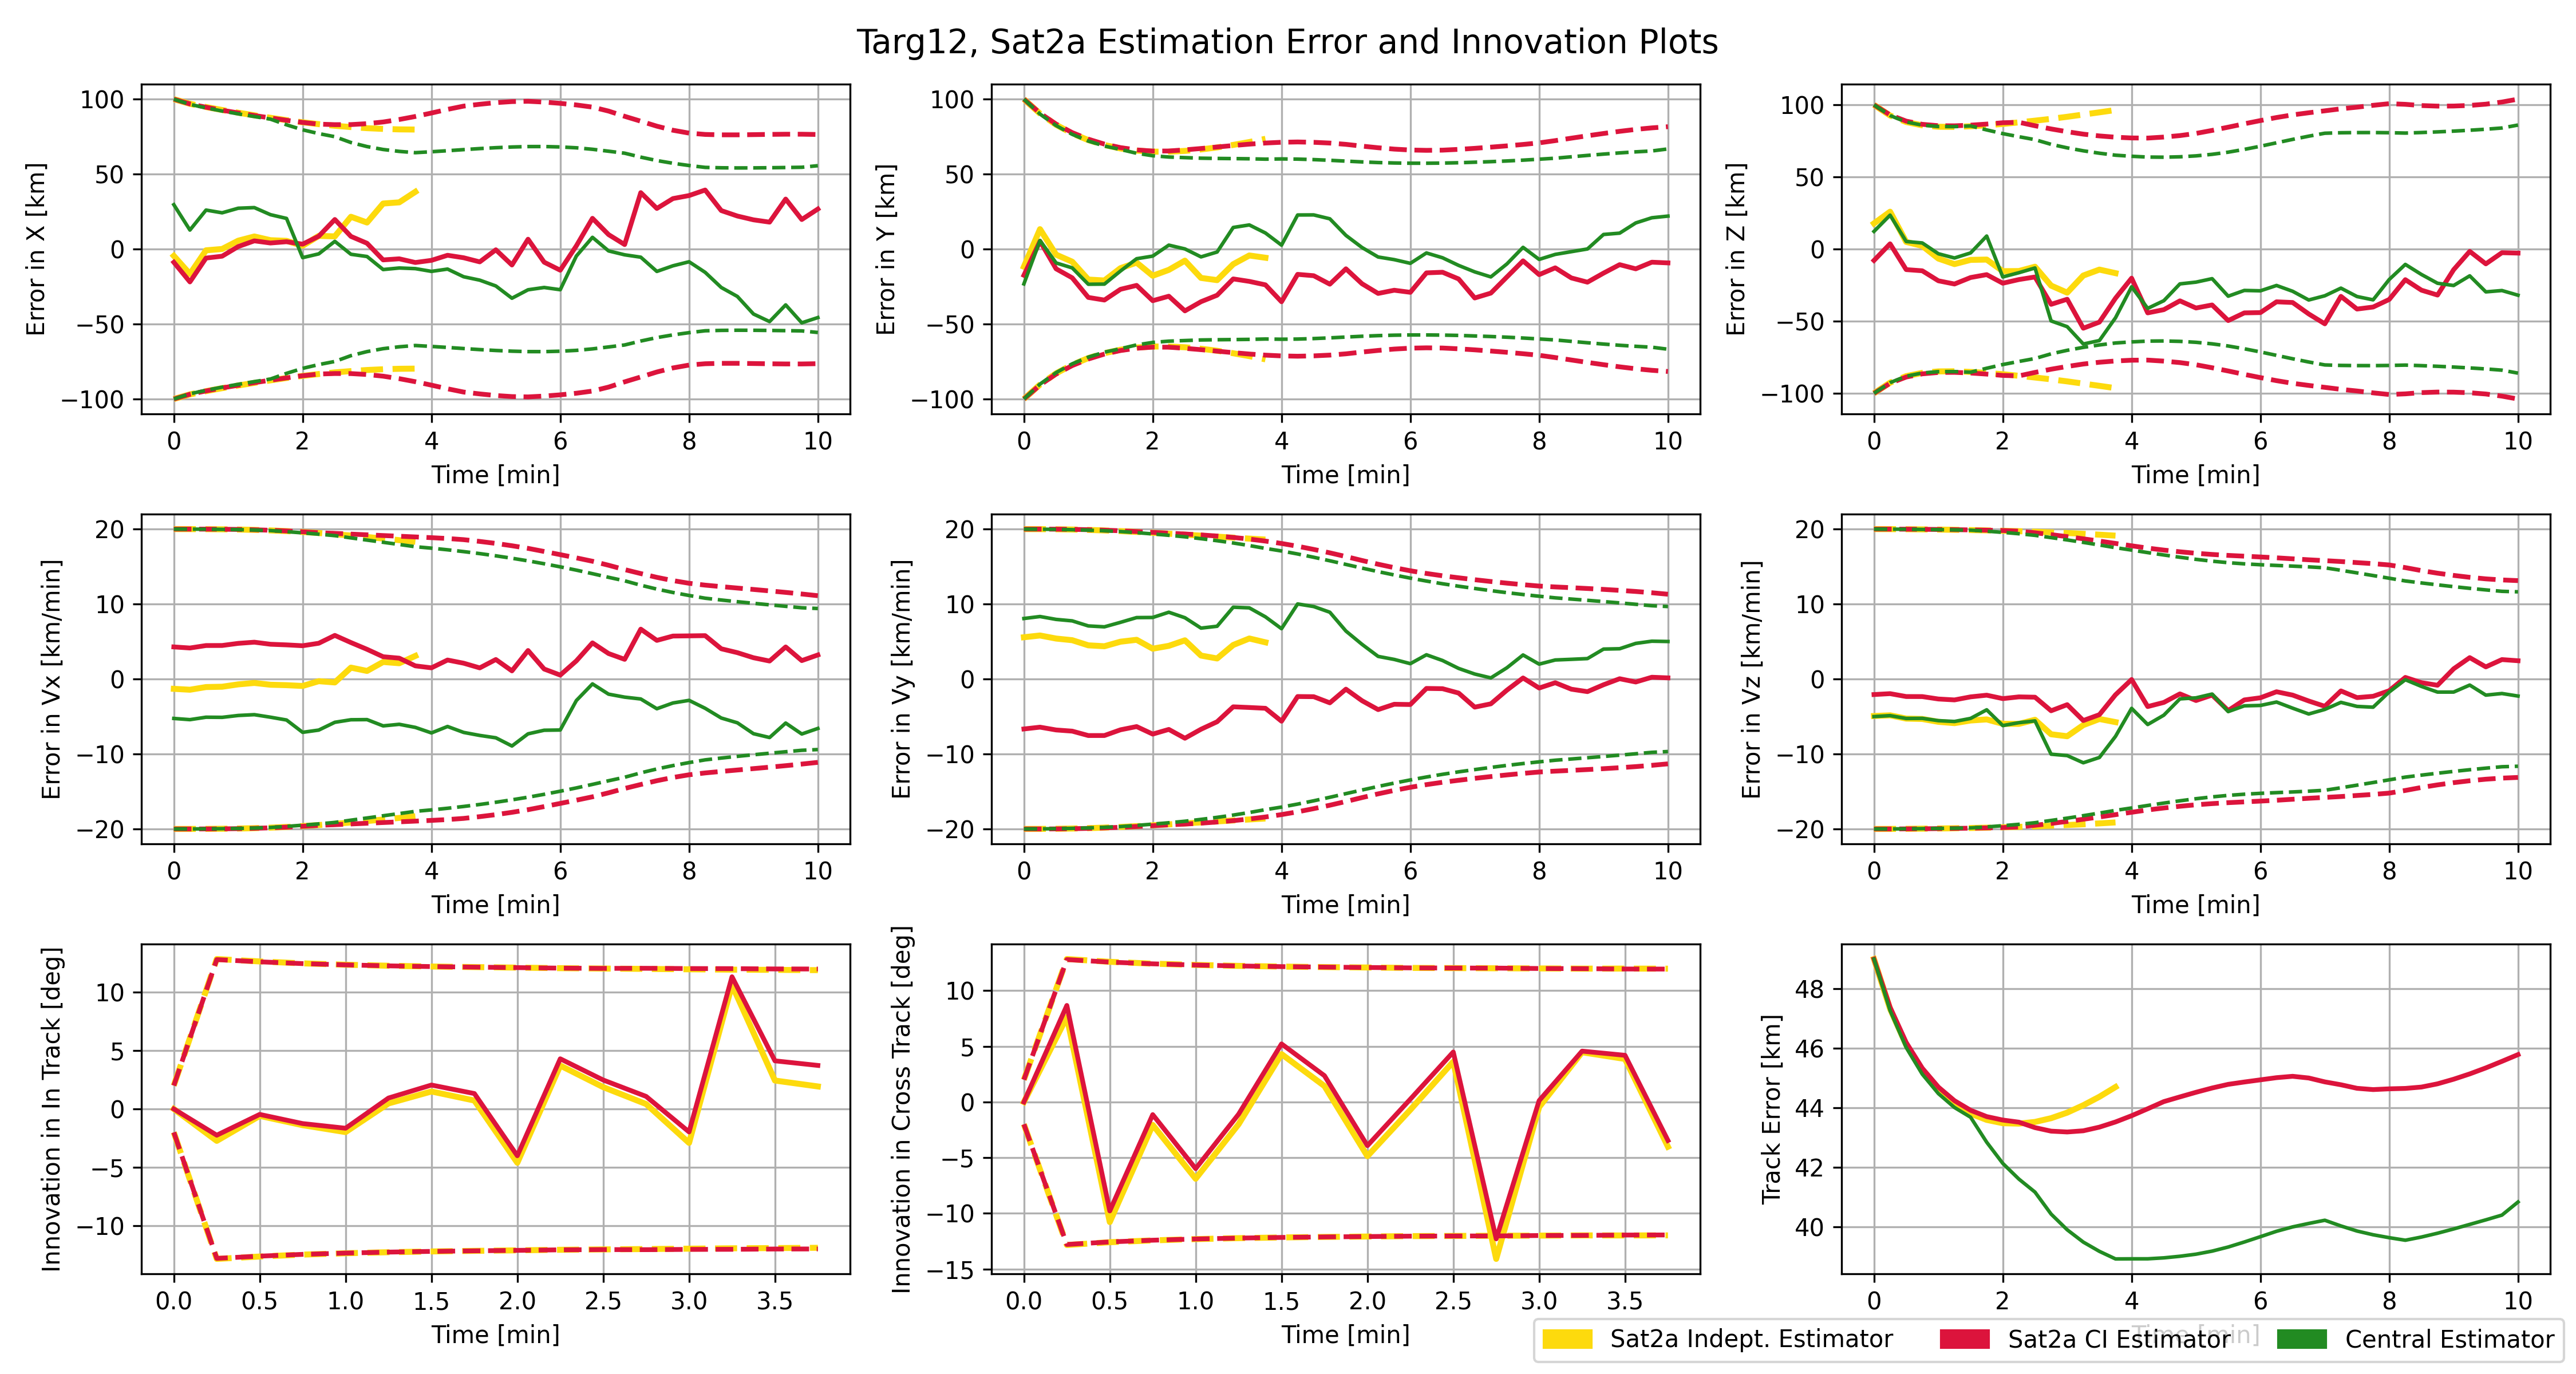 Targ12, Sat2a Estimation Error and Innovation Plots
Error in X [km]
100
50
0
−50
−100
0 2 4 6 8 10
Time [min]
Error in Y [km]
100
50
0
−50
−100
0 2 4 6 8 10
Time [min]
Error in Z [km]
100
50
0
−50
−100
0 2 4 6 8 10
Time [min]
Error in Vx [km/min]
20
10
0
−10
−20
0 2 4 6 8 10
Time [min]
Error in Vy [km/min]
20
10
0
−10
−20
0 2 4 6 8 10
Time [min]
Error in Vz [km/min]
20
10
0
−10
−20
0 2 4 6 8 10
Time [min]
Innovation in In Track [deg]
10
5
0
−5
−10
0.0 0.5 1.0 1.5 2.0 2.5 3.0 3.5
Time [min]
Innovation in Cross Track [deg]
10
5
0
−5
−10
−15
0.0 0.5 1.0 1.5 2.0 2.5 3.0 3.5
Time [min]
Track Error [km]
48
46
44
42
40
0 2 4 6 8 10
Time [min]
Sat2a Indept. Estimator Sat2a CI Estimator Central Estimator